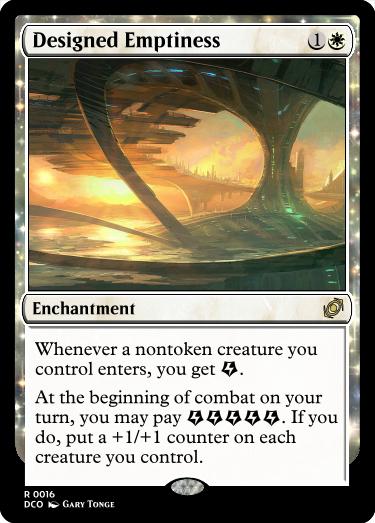 Designed Emptiness 1
Enchantment
Whenever a nontoken creature you
control enters, you get .
At the beginning of combat on your
turn, you may pay . If you
do, put a +1/+1 counter on each
creature you control.
R 0016
DCO GARY TONGE